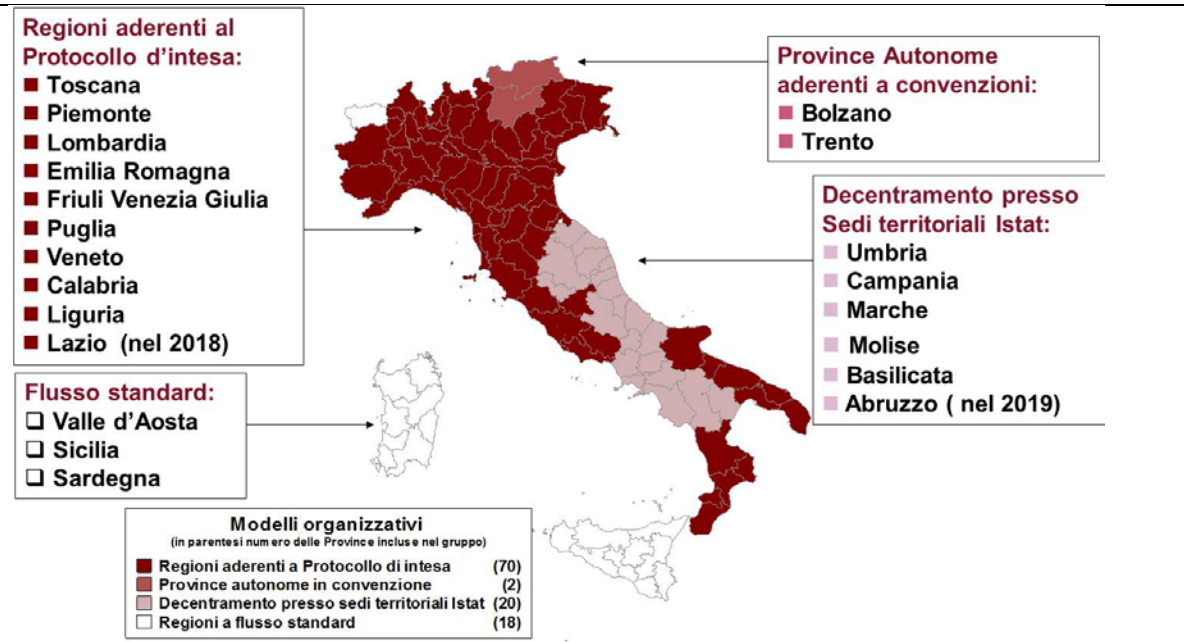 Regioni aderenti al
Protocollo d’intesa:
Toscana
Piemonte
Lombardia
Emilia Romagna
Friuli Venezia Giulia
Puglia
Veneto
Calabria
Liguria
Lazio (nel 2018)
Flusso standard:
Valle d’Aosta
Sicilia
Sardegna
Province Autonome
aderenti a convenzioni:
Bolzano
Trento
Decentramento presso
Sedi territoriali Istat:
Umbria
Campania
Marche
Molise
Basilicata
Abruzzo ( nel 2019)
Modelli organizzativi
(in parentesi numero delle Province incluse nel gruppo)
Regioni aderenti a Protocollo di intesa (70)
Province autonome in convenzione (2)
Decentramento presso sedi territoriali Istat (20)
Regioni a flusso standard (18)